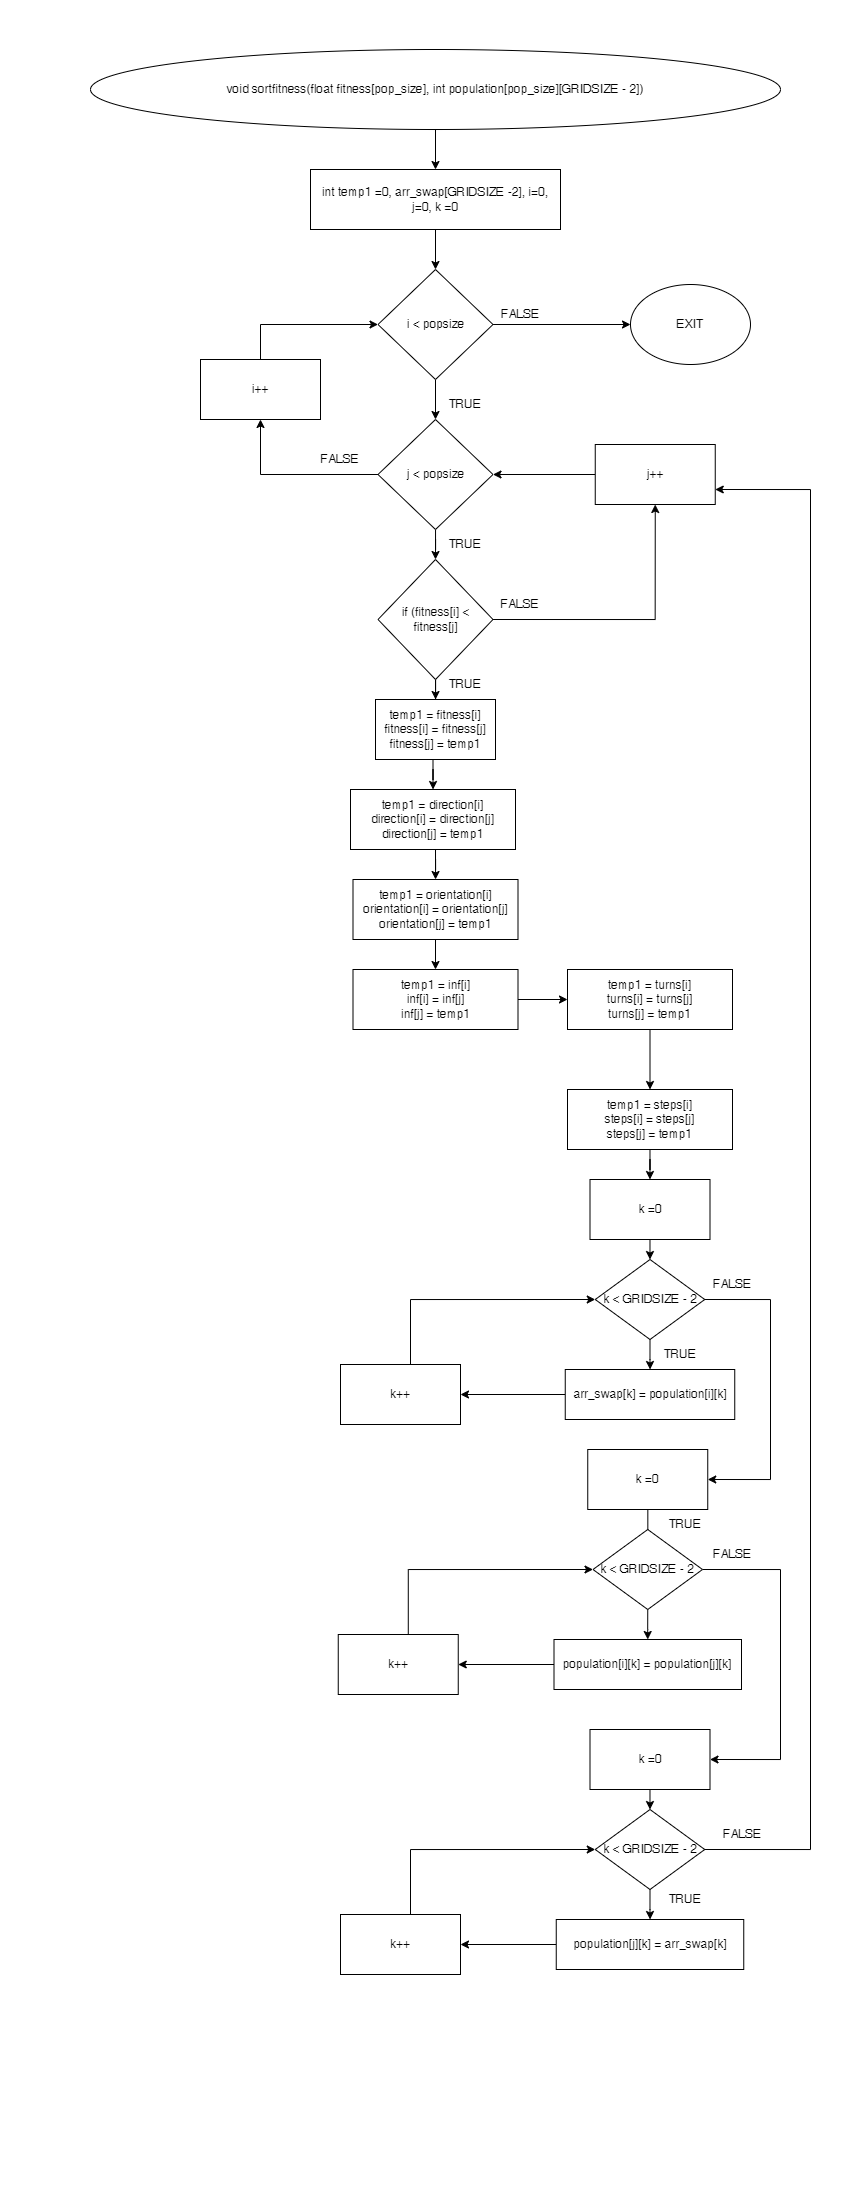 void sortfitness(float fitness[pop_size], int population[pop_size][GRIDSIZE - 2])
int temp1 =0, arr_swap[GRIDSIZE -2], i=0,
j=0, k =0
i < popsize
FALSE
EXIT
i++
TRUE
j < popsize
FALSE
j++
TRUE
if (fitness[i] <
fitness[j]
FALSE
TRUE
temp1 = fitness[i]
fitness[i] = fitness[j]
fitness[j] = temp1
temp1 = direction[i]
direction[i] = direction[j]
direction[j] = temp1
temp1 = orientation[i]
orientation[i] = orientation[j]
orientation[j] = temp1
temp1 = inf[i]
inf[i] = inf[j]
inf[j] = temp1
temp1 = turns[i]
turns[i] = turns[j]
turns[j] = temp1
temp1 = steps[i]
steps[i] = steps[j]
steps[j] = temp1
k =0
k < GRIDSIZE - 2
FALSE
TRUE
arr_swap[k] = population[i][k]
k++
k =0
TRUE
k < GRIDSIZE - 2
FALSE
population[i][k] = population[j][k]
k++
k =0
k < GRIDSIZE - 2
FALSE
TRUE
population[j][k] = arr_swap[k]
k++